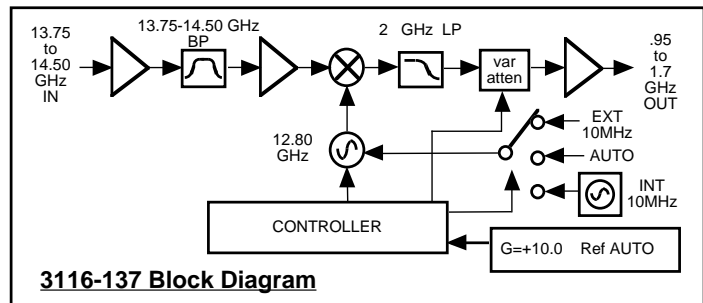 13.75
to
14.50
GHz
IN
13.75-14.50 GHz
BP
2 GHz LP
var
atten
.95
to
1.7
GHz
OUT
12.80
GHz
EXT
10MHz
AUTO
INT
10MHz
CONTROLLER
G=+10.0 Ref AUTO
3116-137 Block Diagram